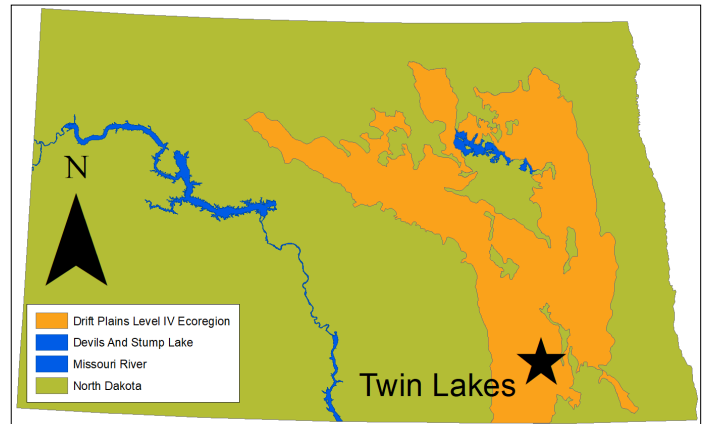 N
Drift Plains Level IV Ecoregion
Devils And Stump Lake
Missouri River
North Dakota
Twin Lakes